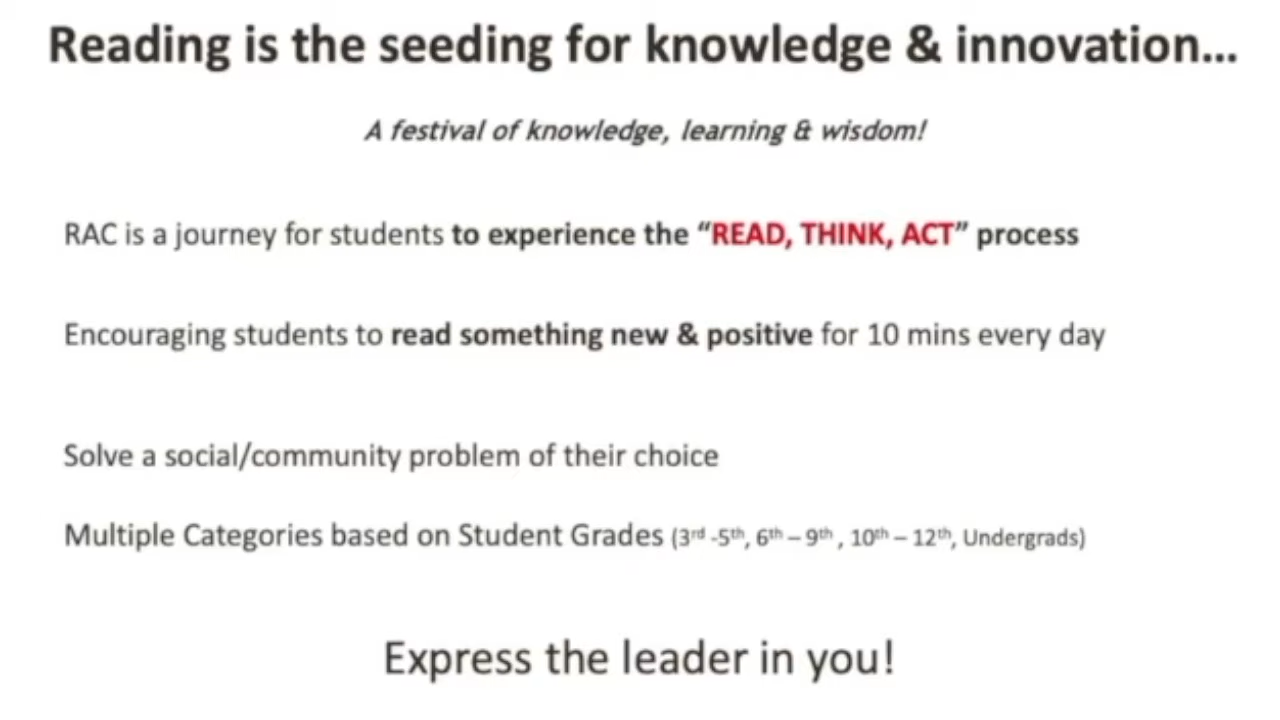 Reading is the seeding for knowledge & innovation...
A festival of knowledge, learning & wisdom!
RAC is a journey for students to experience the “READ, THINK, ACT” process
Encouraging students to read something new & positive for 10 mins every day
Solve a social/community problem of their choice
Multiple Categories based on Student Grades (3rd -5th, 6th – 9th , 10th – 12th, Undergrads)
Express the leader in you!